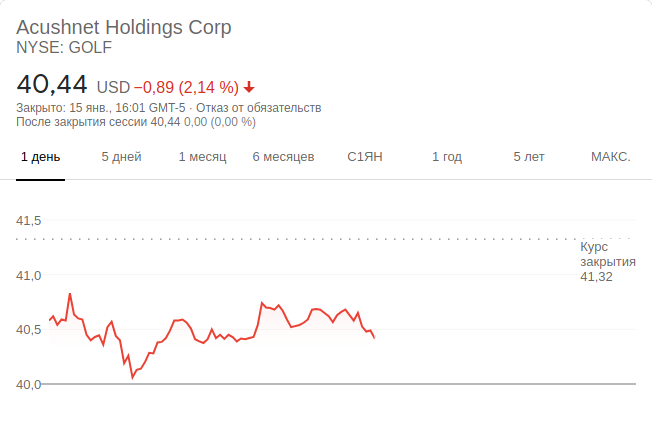 Acushnet Holdings Corp
NYSE: GOLF
40,44 USD −0,89 (2,14 %)
Закрыто: 15 янв., 16:01 GMT-5 · Отказ от обязательств
После закрытия сессии 40,44 0,00 (0,00 %)
1 день 5 дней 1 месяц 6 месяцев С1ЯН 1 год 5 лет МАКС.
41,5
Курс
закрытия
41,32
41,0
40,5
40,0